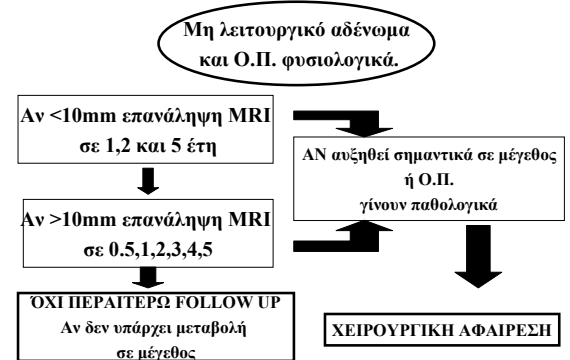 Μη λειτουργικό αδένωμα
και Ο.Π. φυσιολογικά.
Αν <10mm επανάληψη MRI
σε 1,2 και 5 έτη
ΑΝ αυξηθεί σημαντικά σε μέγεθος
ή Ο.Π.
γίνουν παθολογικά
Αν >10mm επανάληψη MRI
σε 0.5,1,2,3,4,5
ΌΧΙ ΠΕΡΑΙΤΕΡΩ FOLLOW UP
Αν δεν υπάρχει μεταβολή
σε μέγεθος
ΧΕΙΡΟΥΡΓΙΚΗ ΑΦΑΙΡΕΣΗ